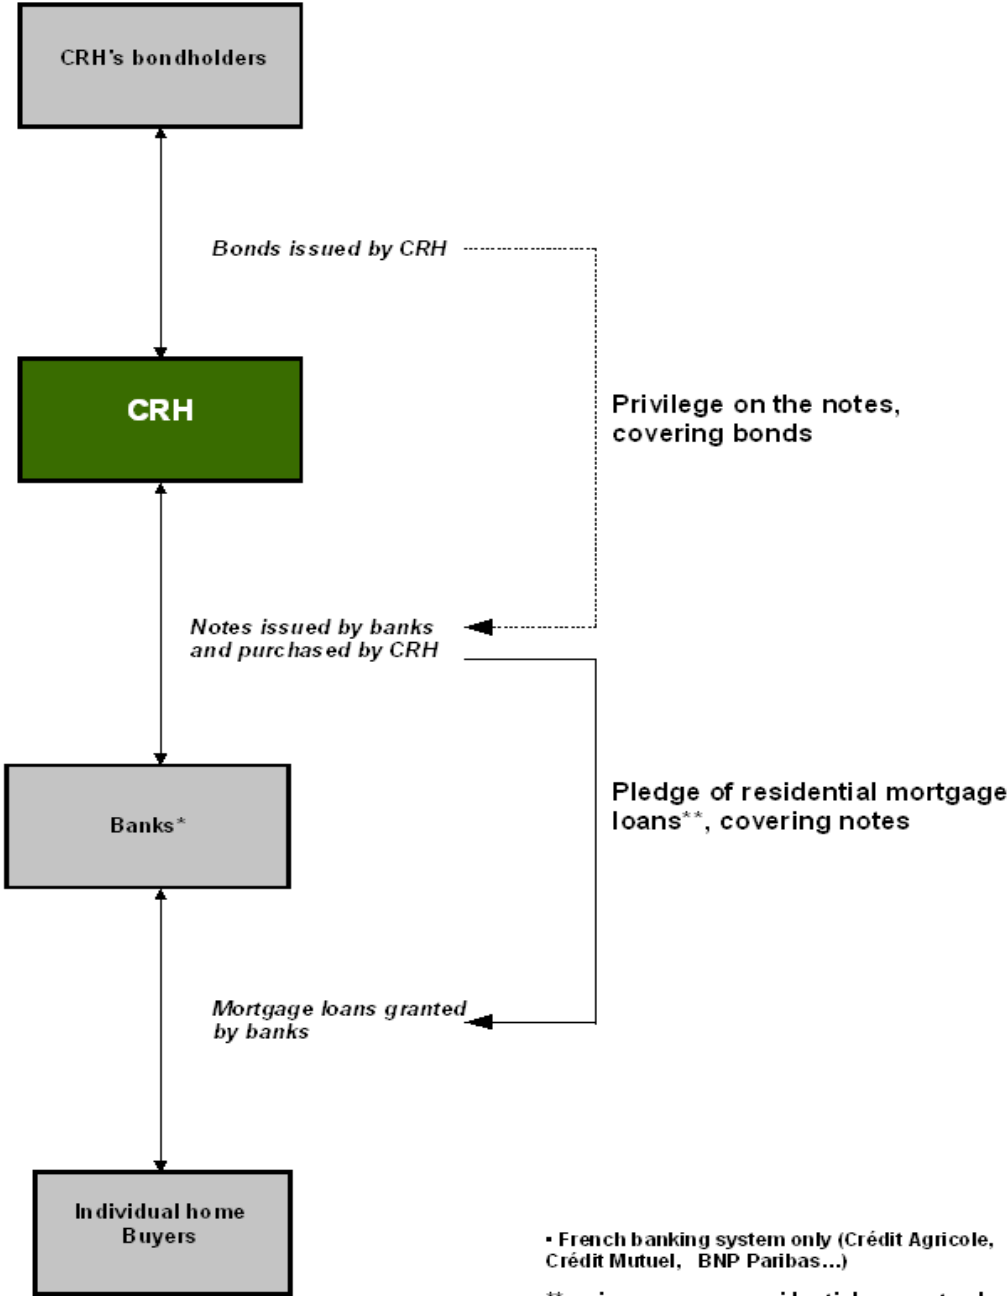 CRH's bondholders
Bonds issued by CRH
CRH
Privilege on the notes,
covering bonds
Notes issued by banks
and purchased by CRH
Pledge of residential mortgage
loans**, covering notes
Banks*
Mortgage loans granted
by banks
Individual home
Buyers
▪ French banking system only (Crédit Agricole,
Crédit Mutuel, BNP Paribas...)
**